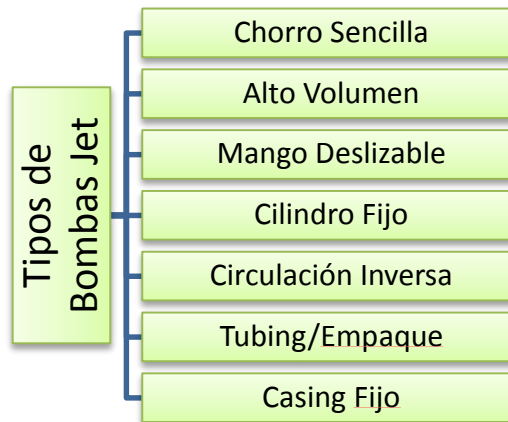 Tipos de
Bombas Jet
Chorro Sencilla
Alto Volumen
Mango Deslizable
Cilindro Fijo
Circulación Inversa
Tubing/Empaque
Casing Fijo